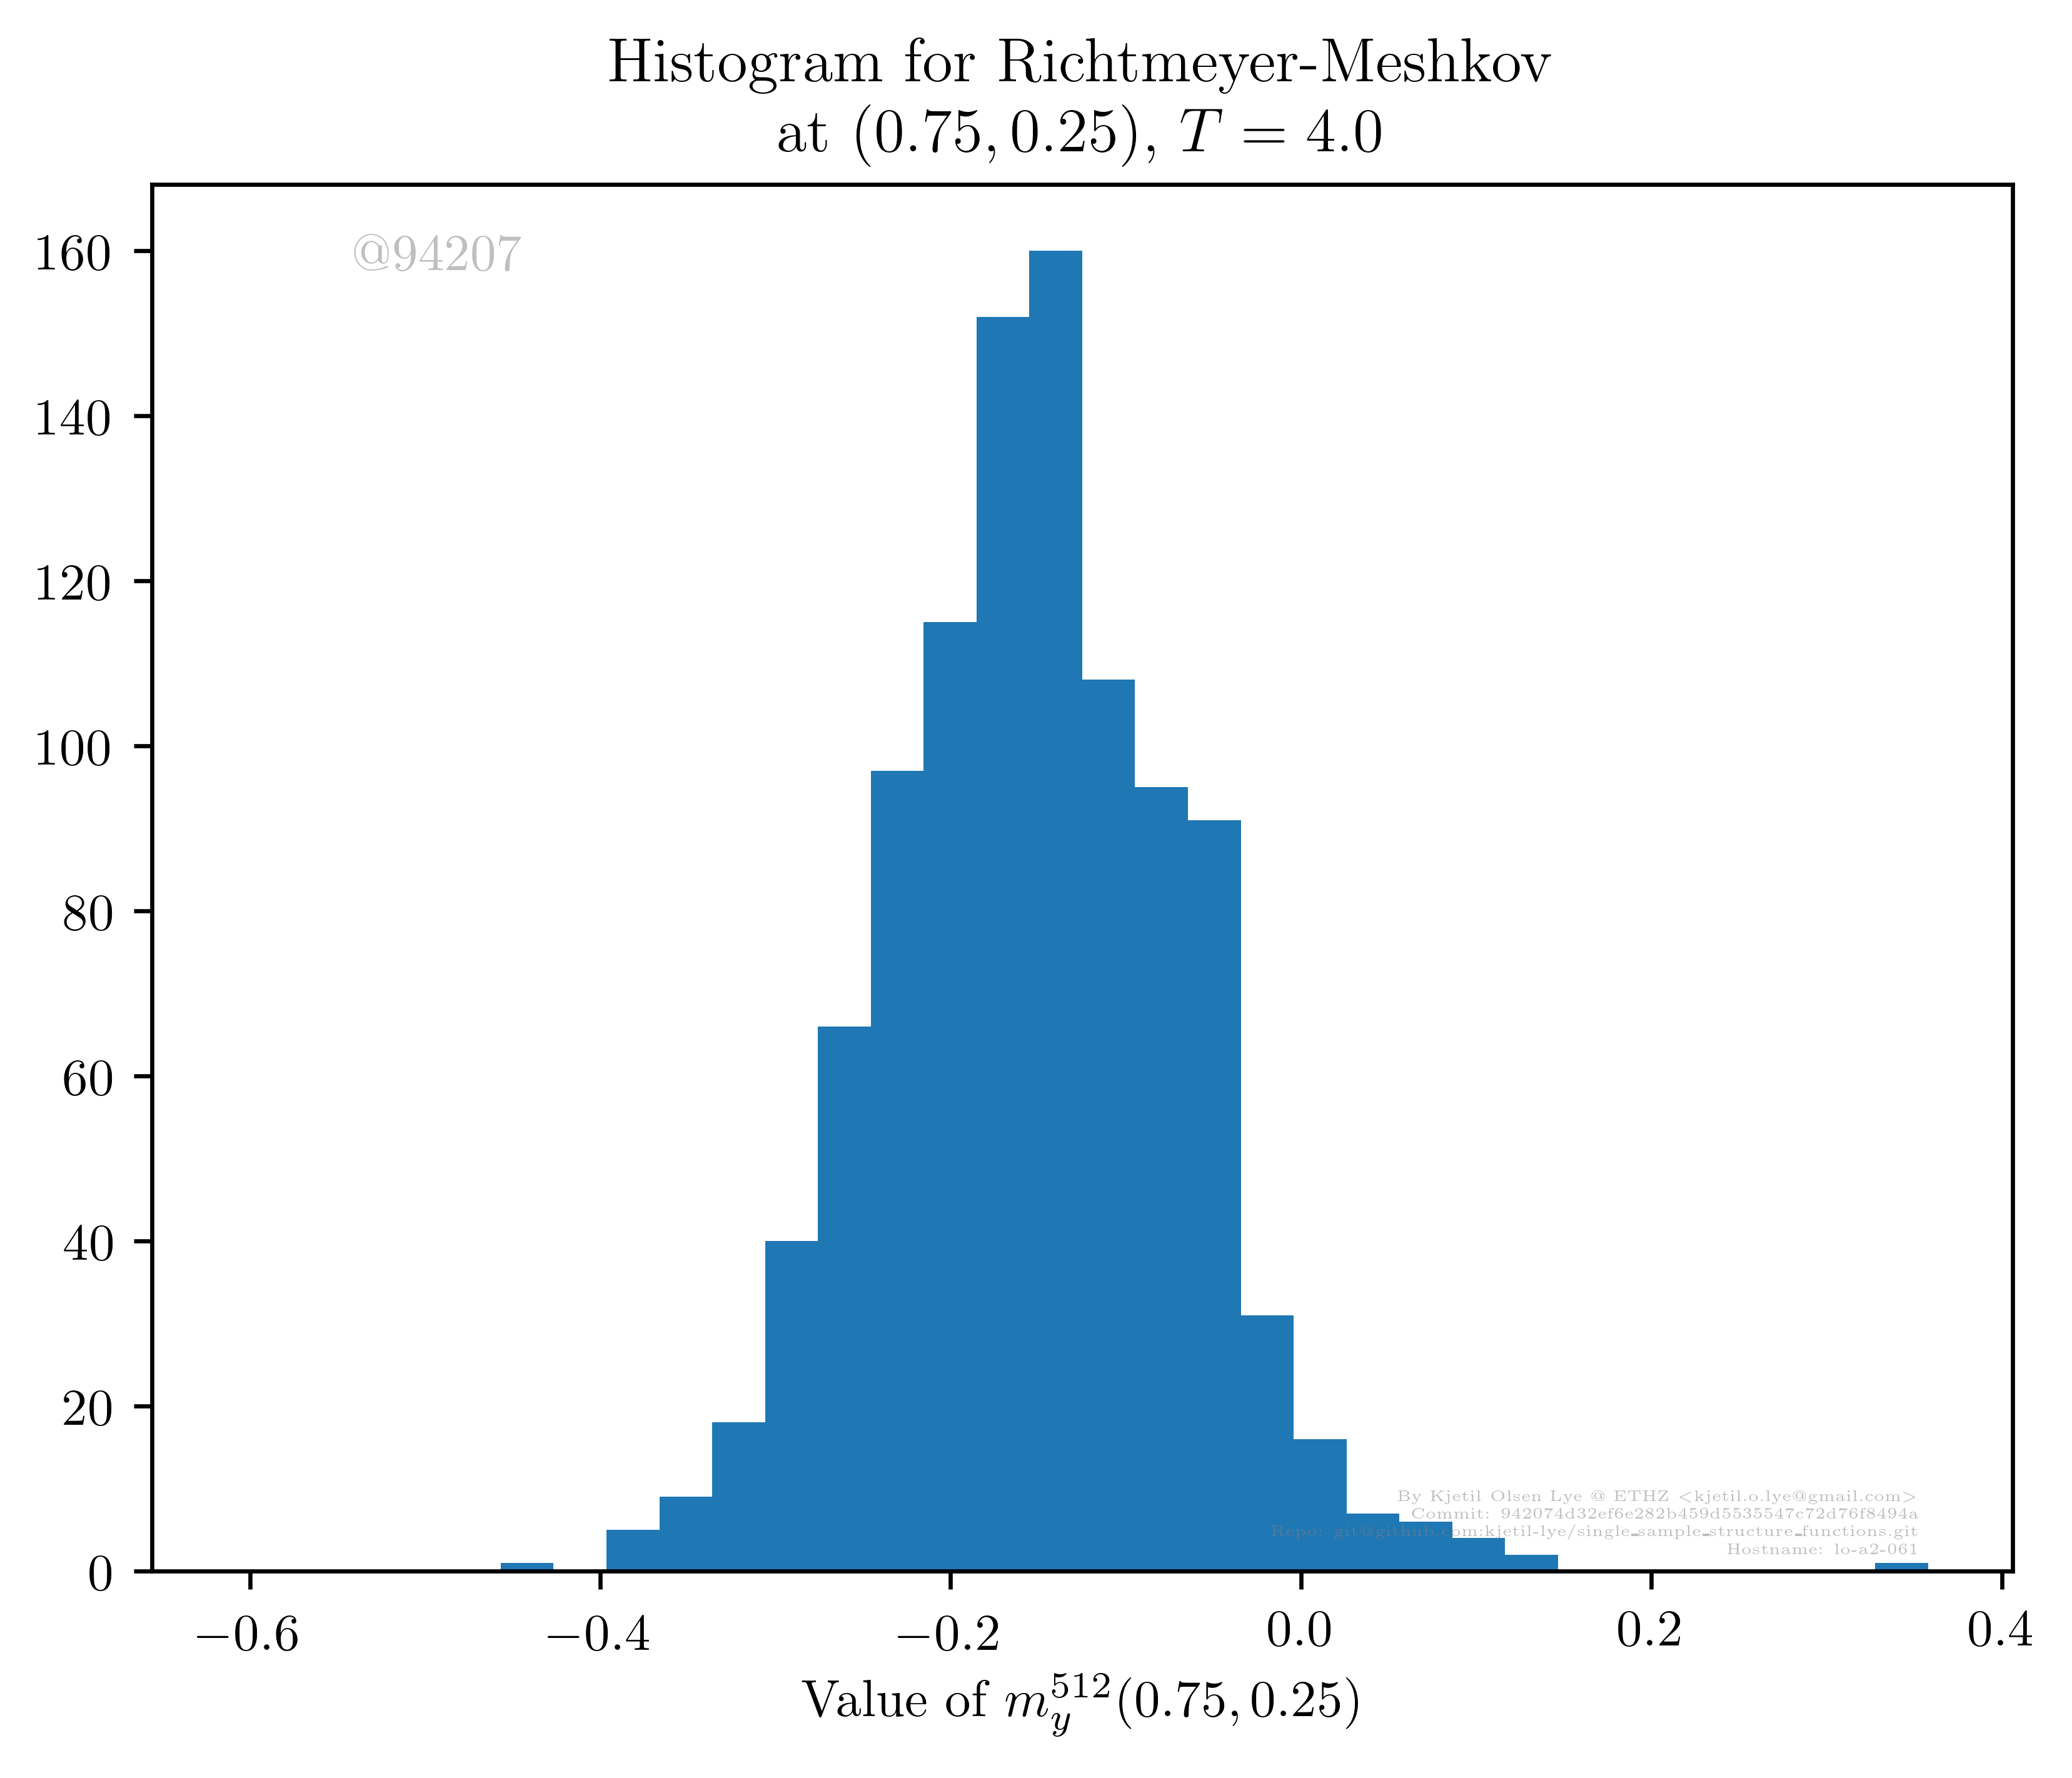 Histogram for Richtmeyer-Meshkov
at (0.75, 0.25), T = 4.0
@94207
160
140
120
100
80
60
40
20
0
By Kjetil Olsen Lye @ ETHZ <kjetil.o.lye@gmail.com>
Commit: 942074d32ef6e282b459d5535547c72d76f8494a
Repo: git@github.com:kjetil-lye/single_sample_structure_functions.git
Hostname: lo-a2-061
−0.6 −0.4 −0.2 0.0 0.2 0.4
Value of m_y^{512}(0.75, 0.25)